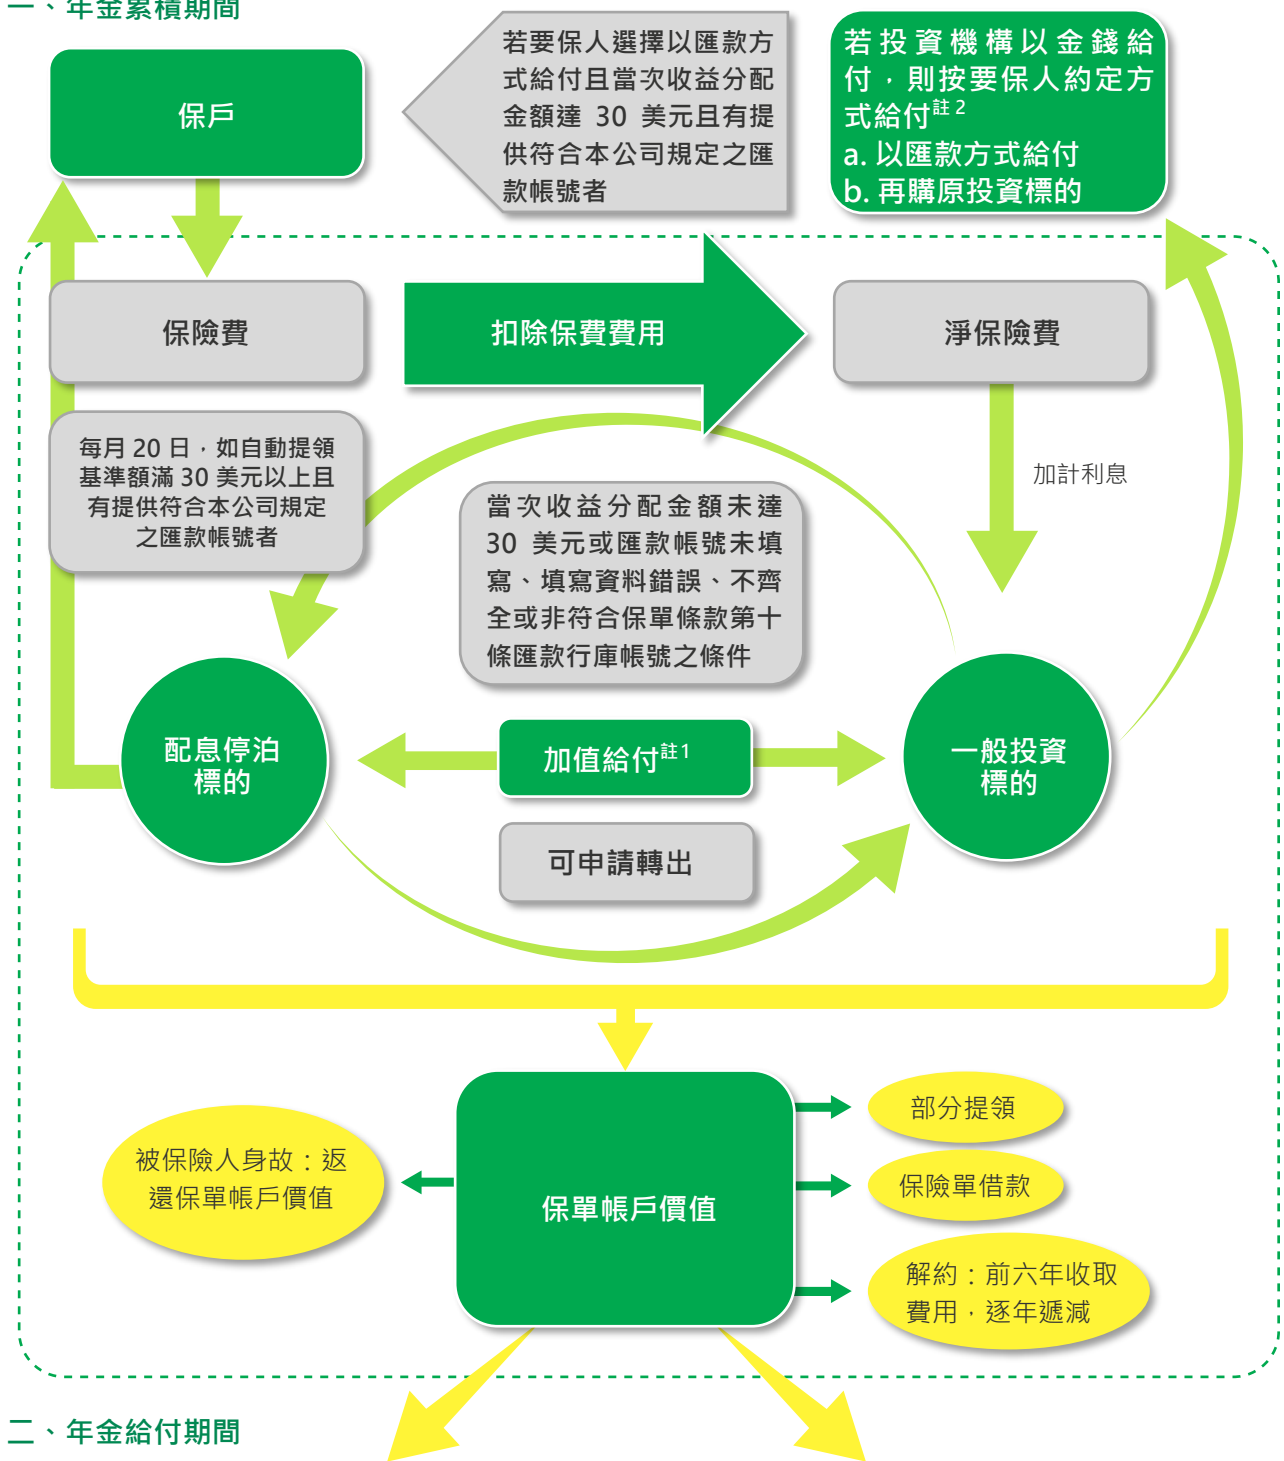 一、年金累積期間
保戶
若要保人選擇以匯款方
式給付且當次收益分配
金額達 30 美元且有提
供符合本公司規定之匯
款帳號者
若投資機構以金錢給
付，則按要保人約定方
式給付註2
a. 以匯款方式給付
b. 再購原投資標的
保險費
扣除保費費用
淨保險費
每月 20 日，如自動提領
基準額滿 30 美元以上且
有提供符合本公司規定
之匯款帳號者
加計利息
當次收益分配金額未達
30 美元或匯款帳號未填
寫、填寫資料錯誤、不齊
全或非符合保單條款第十
條匯款行庫帳號之條件
配息停泊
標的
加值給付註1
一般投資
標的
可申請轉出
被保險人身故：返
還保單帳戶價值
保單帳戶價值
部分提領
保險單借款
解約：前六年收取
費用，逐年遞減
二、年金給付期間